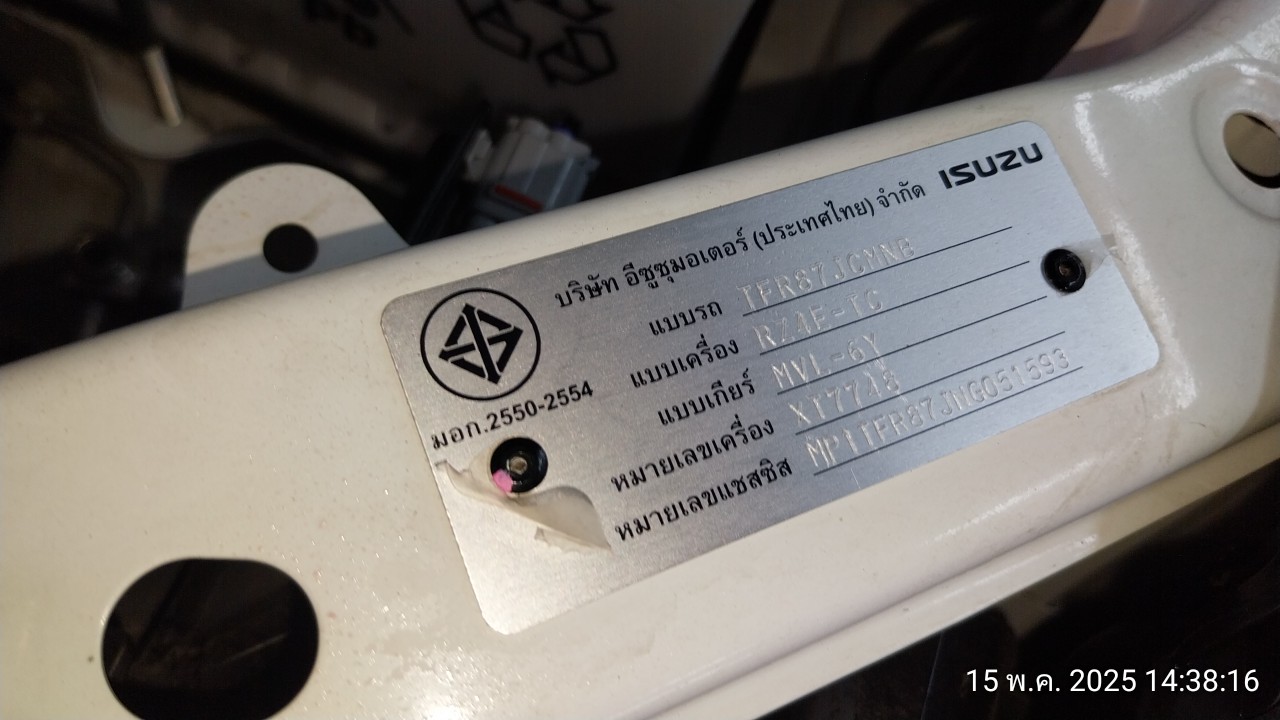 ISUZU
บริษัท อีซูซุมอเตอร์ (ประเทศไทย) จำกัด
แบบรถ TFR87JCMN8
แบบเครื่อง RZ4E-TC
แบบเกียร์ MVL-6Y
หมายเลขเครื่อง XT7748
หมายเลขแชสซิส MP1TFR87JNG051593
มอก.2550-2554
15 พ.ค. 2025 14:38:16